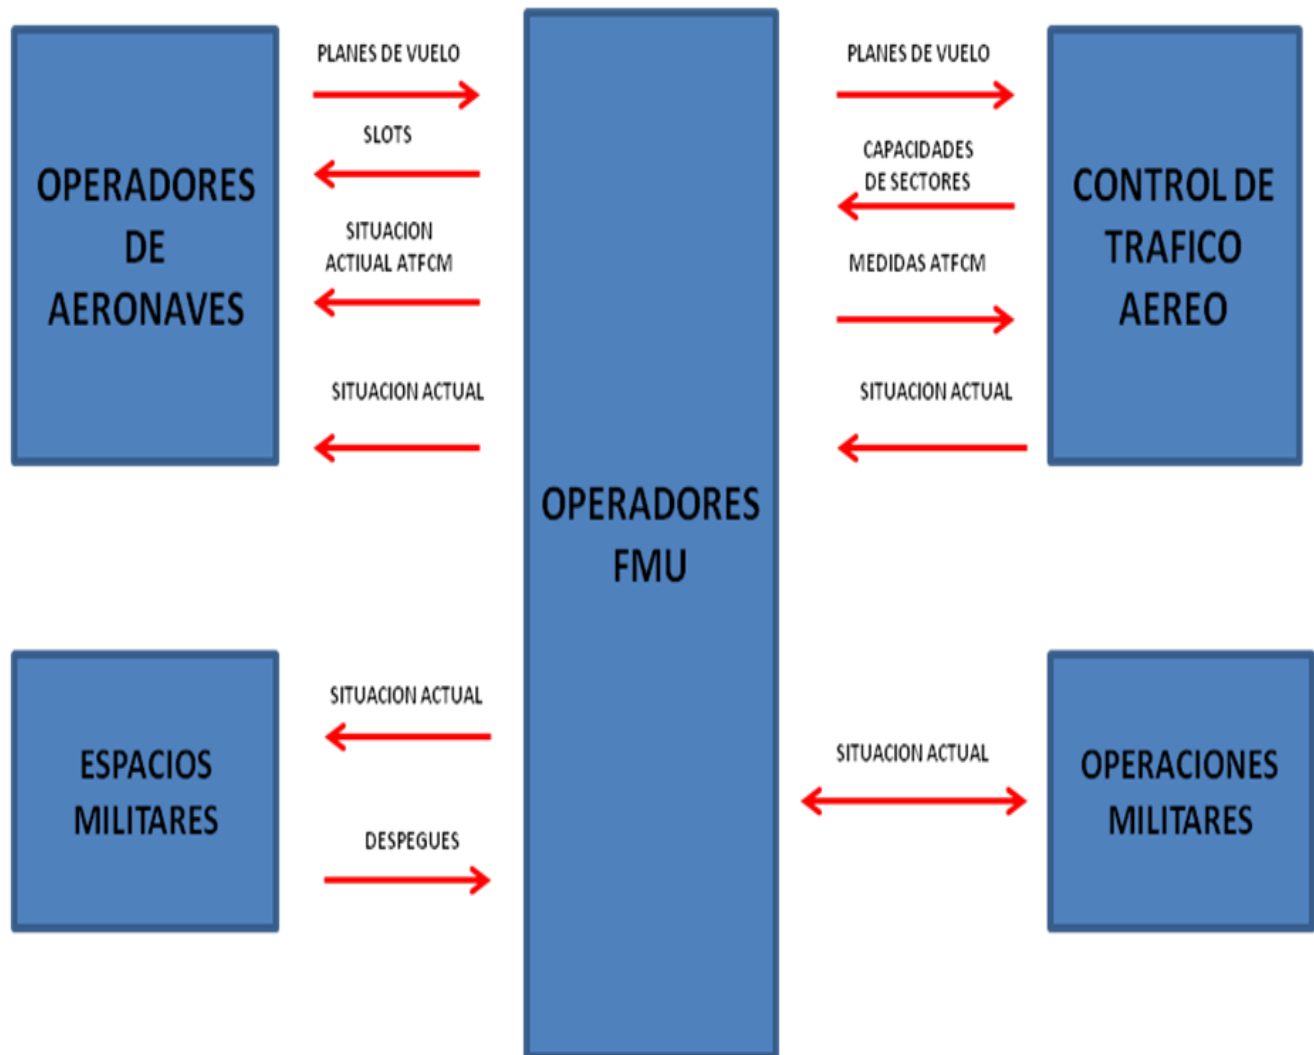 OPERADORES
DE
AERONAVES
PLANES DE VUELO
SLOTS
SITUACION
ACTIUAL ATFCM
SITUACION ACTUAL
OPERADORES
FMU
PLANES DE VUELO
CAPACIDADES
DE SECTORES
MEDIDAS ATFCM
SITUACION ACTUAL
CONTROL DE
TRAFICO
AEREO
ESPACIOS
MILITARES
SITUACION ACTUAL
DESPEGUES
SITUACION ACTUAL
OPERACIONES
MILITARES